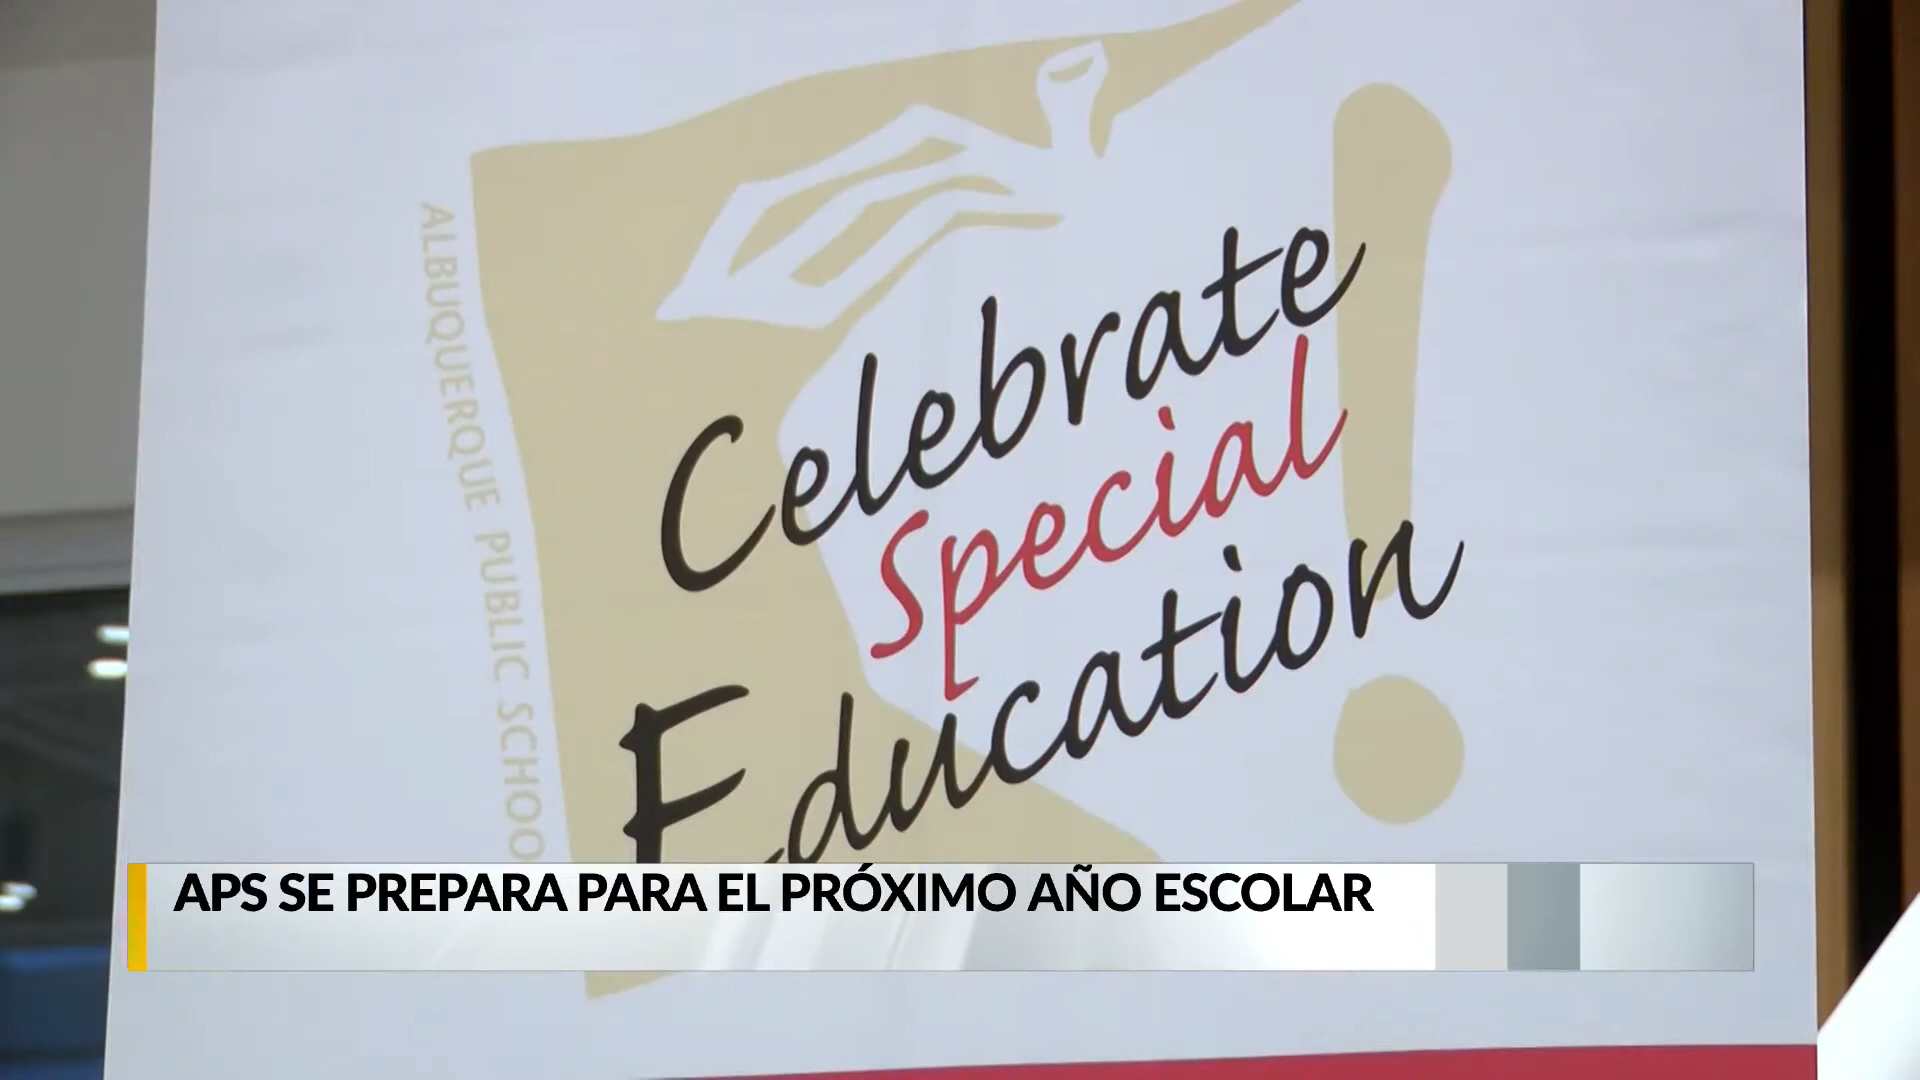 ALBUQUERQUE PUBLIC SCHOO
Celebrate
Special
Education
!
APS SE PREPARA PARA EL PRÓXIMO AÑO ESCOLAR